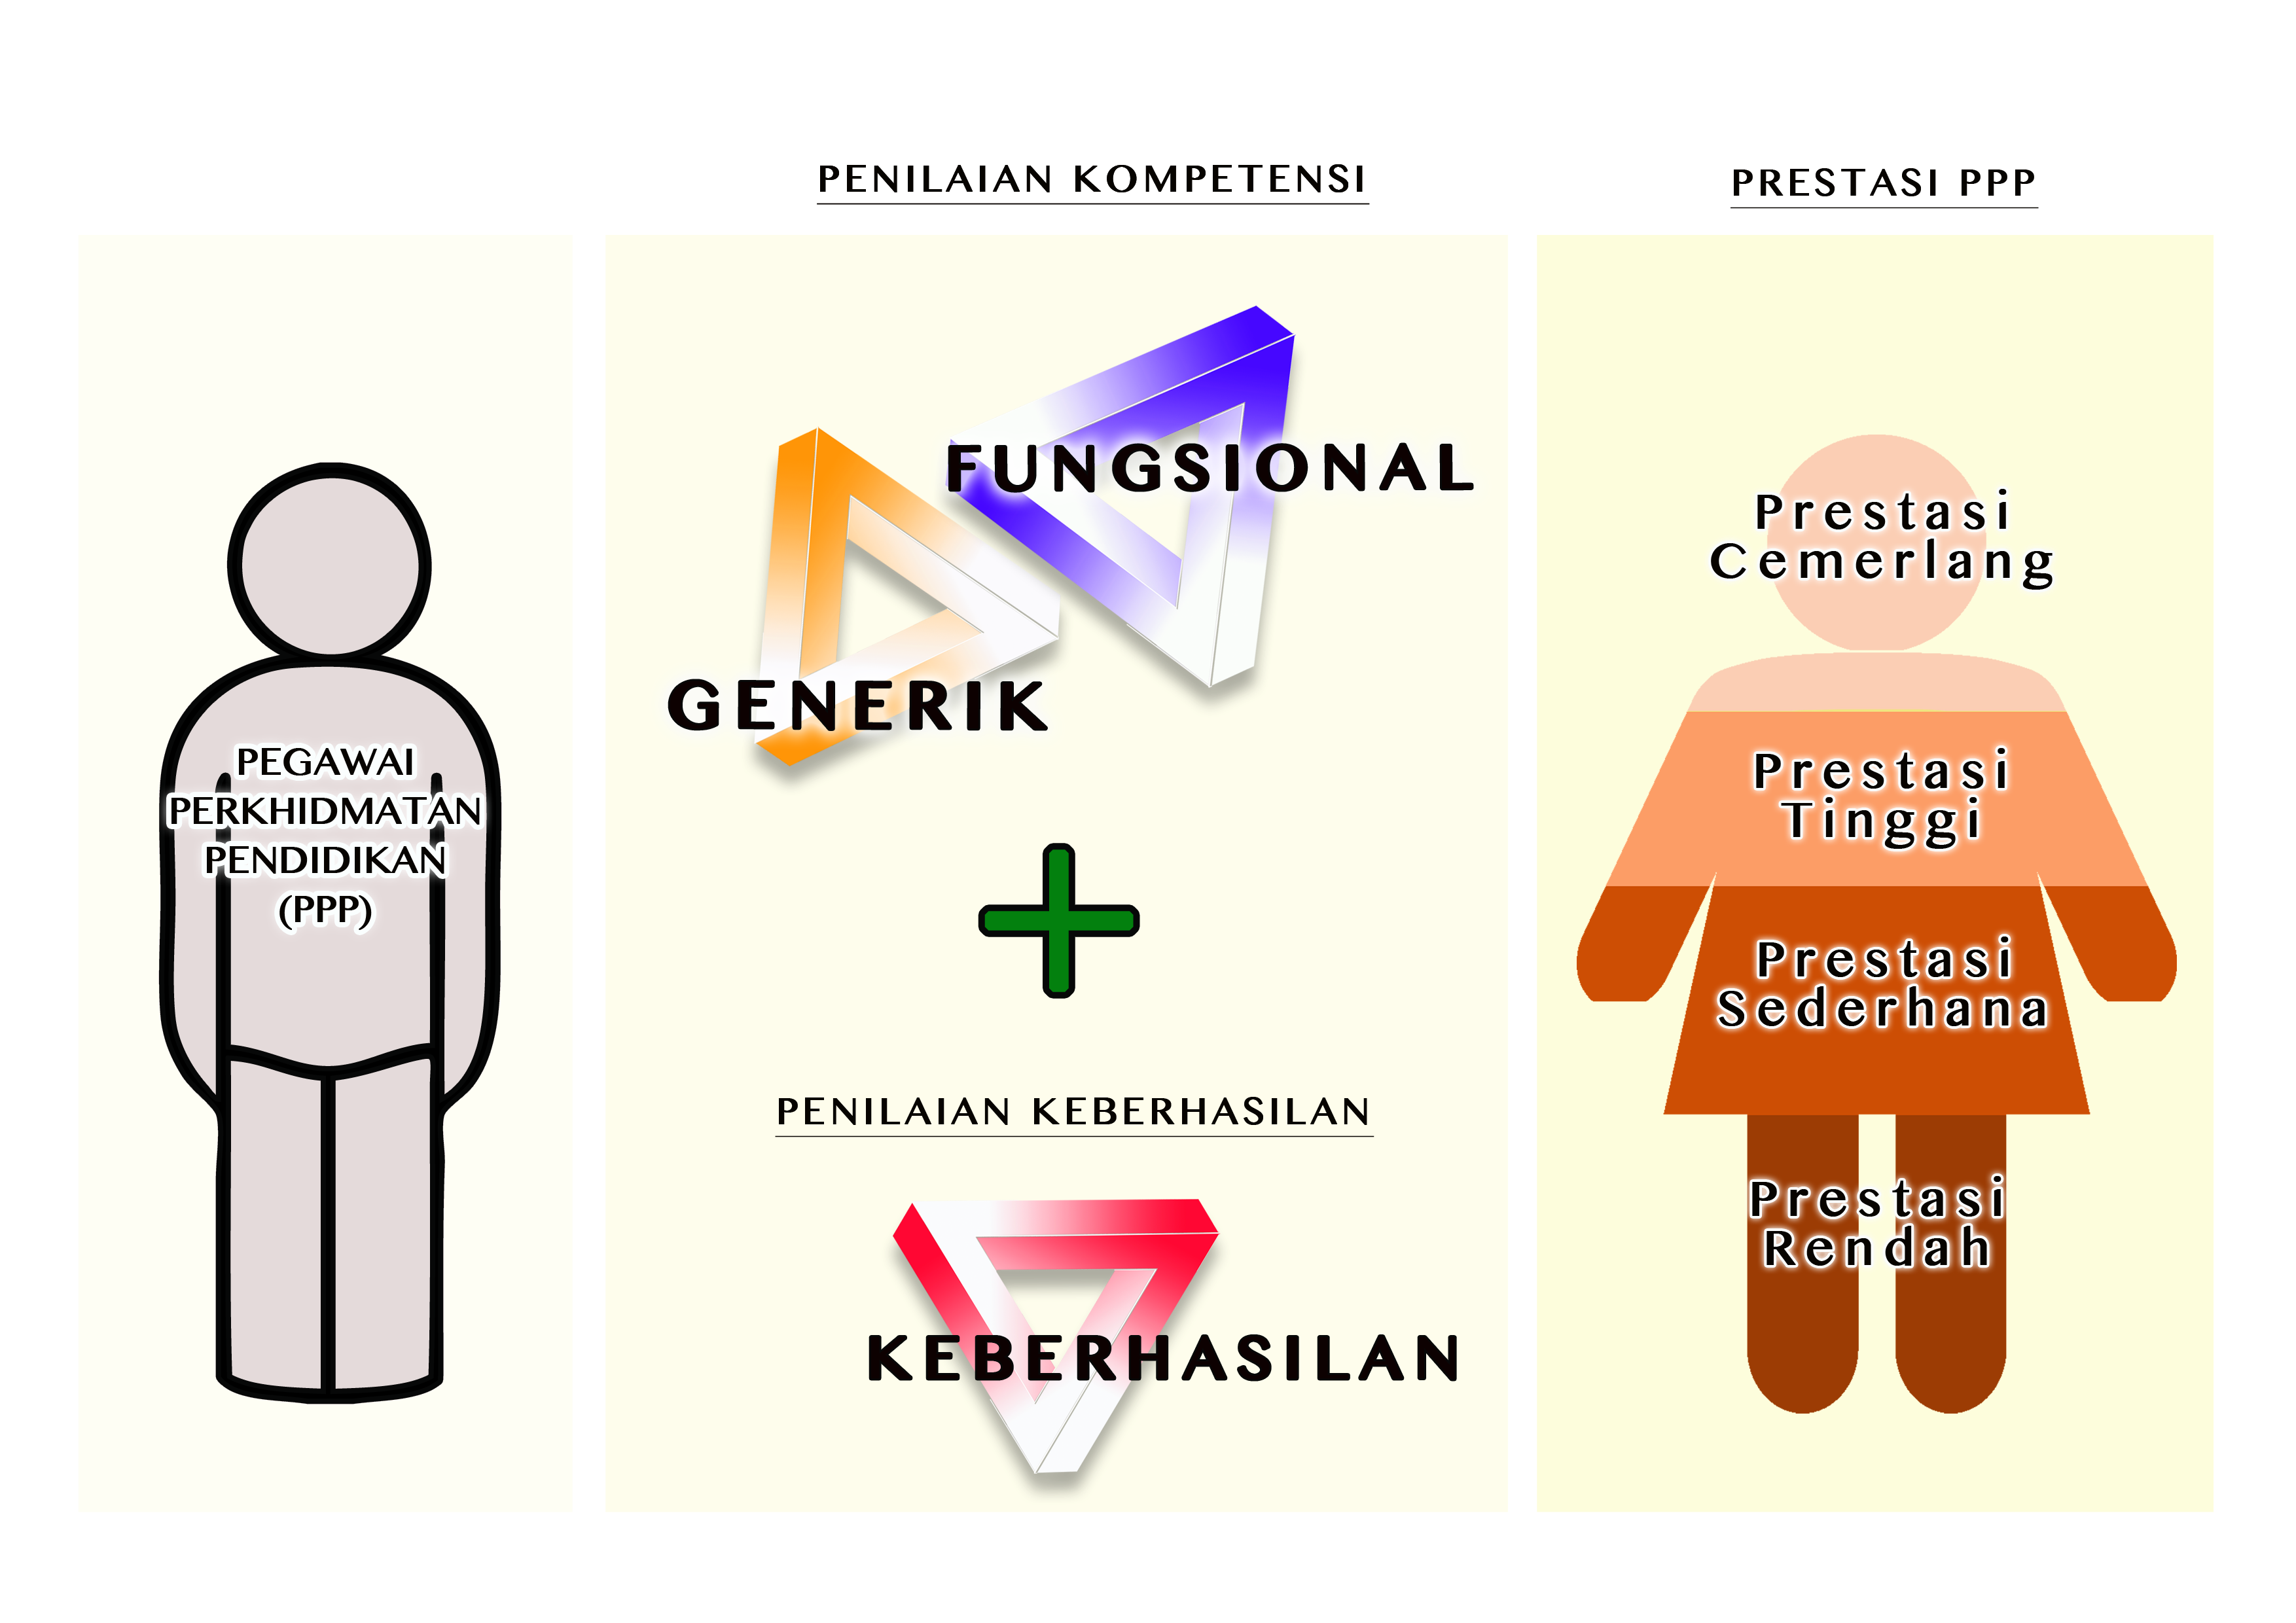 PENILAIAN KOMPETENSI
PRESTASI PPP
PEGAWAI
PERKHIDMATAN
PENDIDIKAN
(PPP)
FUNGSIONAL
GENERIK
PENILAIAN KEBERHASILAN
KEBERHASILAN
Prestasi
Cemerlang
Prestasi
Tinggi
Prestasi
Sederhana
Prestasi
Rendah